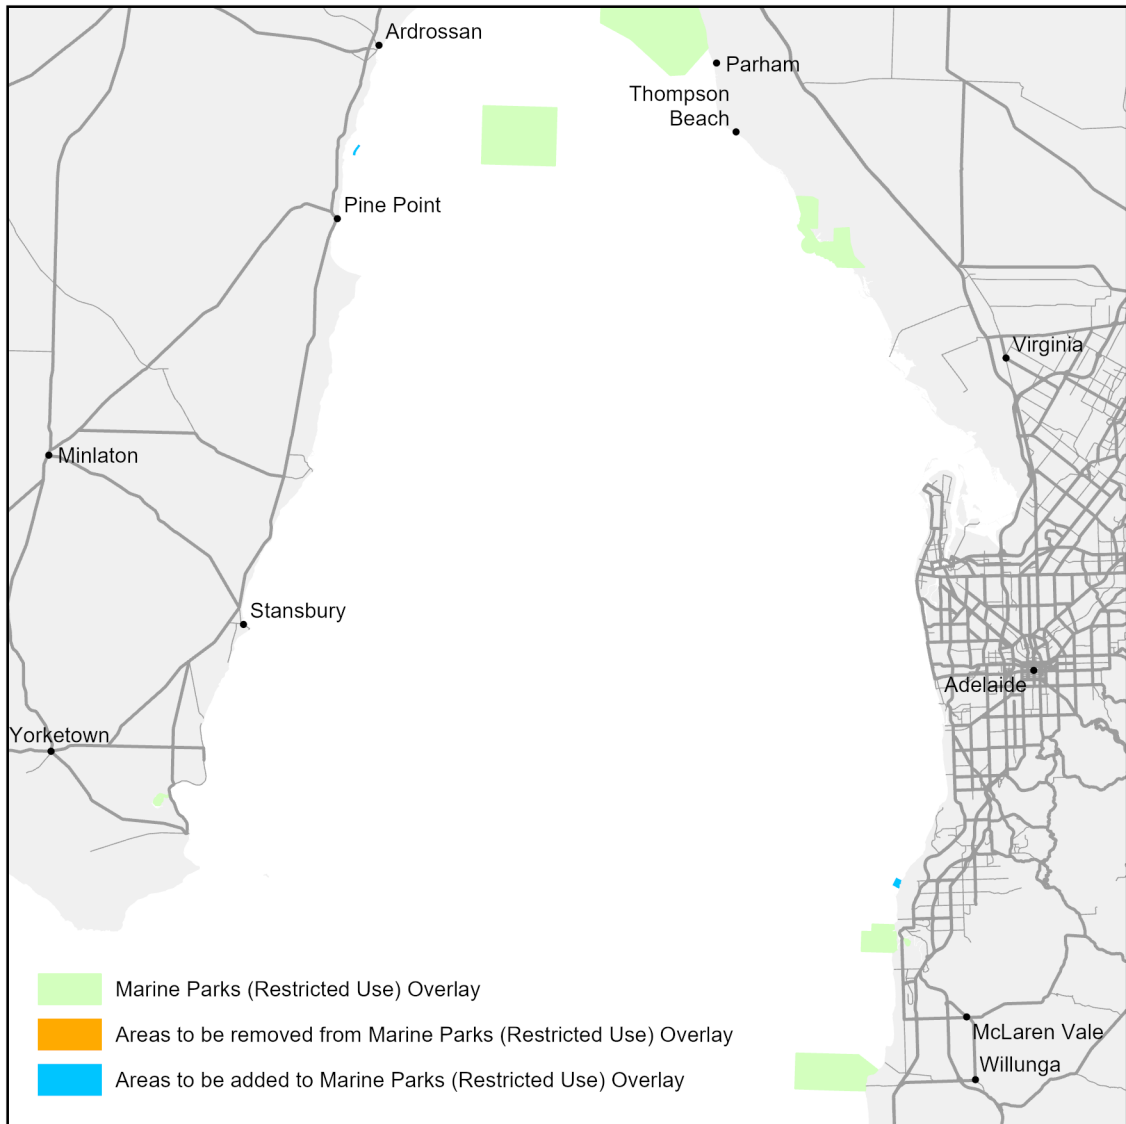 Ardrossan
Parham
Thompson
Beach
Pine Point
Virginia
Minlaton
Stansbury
Adelaide
Yorketown
Marine Parks (Restricted Use) Overlay
Areas to be removed from Marine Parks (Restricted Use) Overlay
Areas to be added to Marine Parks (Restricted Use) Overlay
McLaren Vale
Willunga